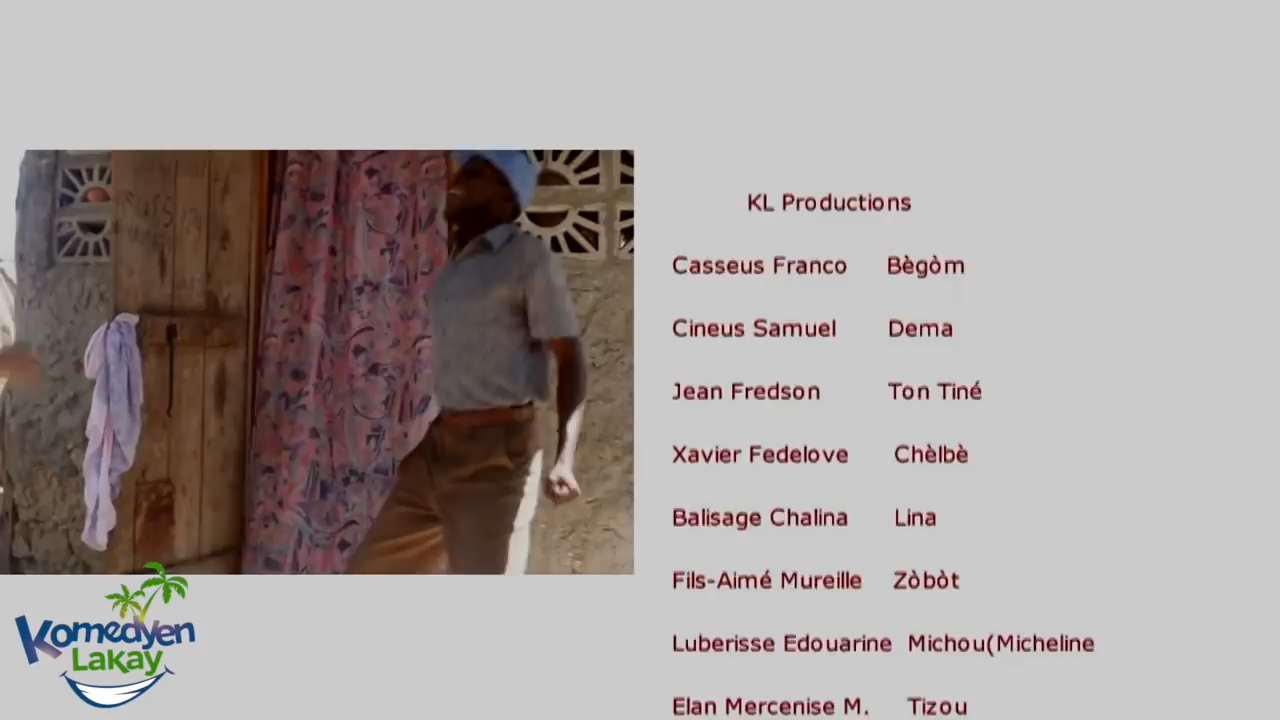 KL Productions
Casseus Franco Bègòm
Cineus Samuel Dema
Jean Fredson Ton Tiné
Xavier Fedelove Chèlbè
Balisage Chalina Lina
Fils-Aimé Mureille Zòbòt
Luberisse Edouarine Michou(Micheline
Elan Mercenise M. Tizou
Komedyen
Lakay